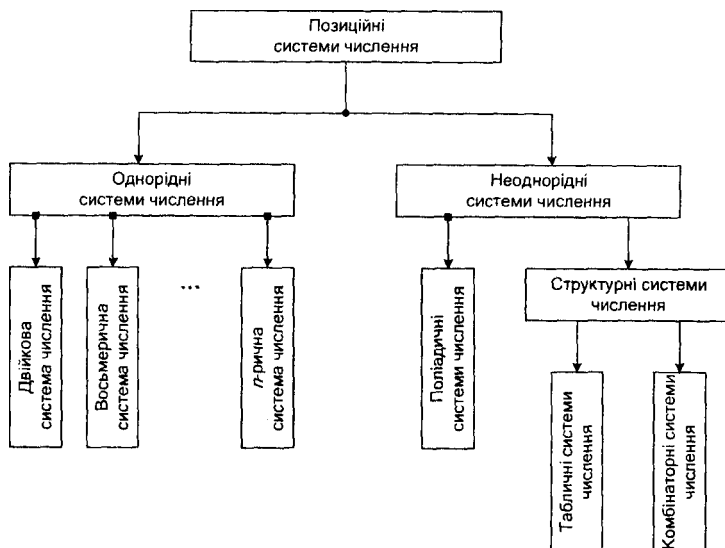 Позиційні
системи числення
Однорідні
системи числення
Неоднорідні
системи числення
Двійкова
система числення
Восьмерична
система числення
...
n-рична
система числення
Поліадичні
системи числення
Структурні системи
числення
Табличні системи
числення
Комбінаторні системи
числення